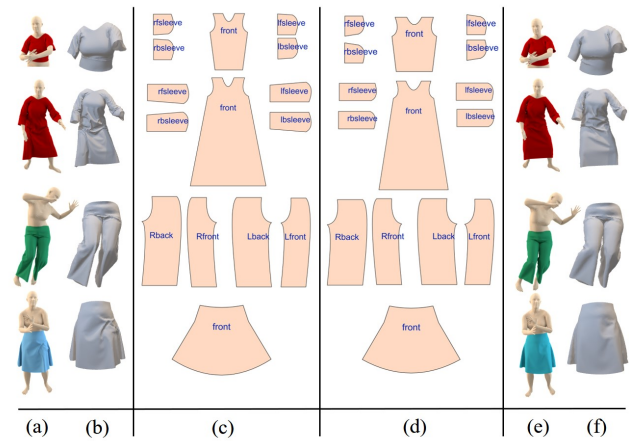 rfsleeve front lfsleeve rfsleeve front lfsleeve
rbsleeve lbsleeve rbsleeve lbsleeve
rfsleeve front lfsleeve rfsleeve front lfsleeve
rbsleeve lbsleeve rbsleeve lbsleeve
Rback Rfront Lback Lfront Rback Rfront Lback Lfront
front front
(a) (b) (c) (d) (e) (f)